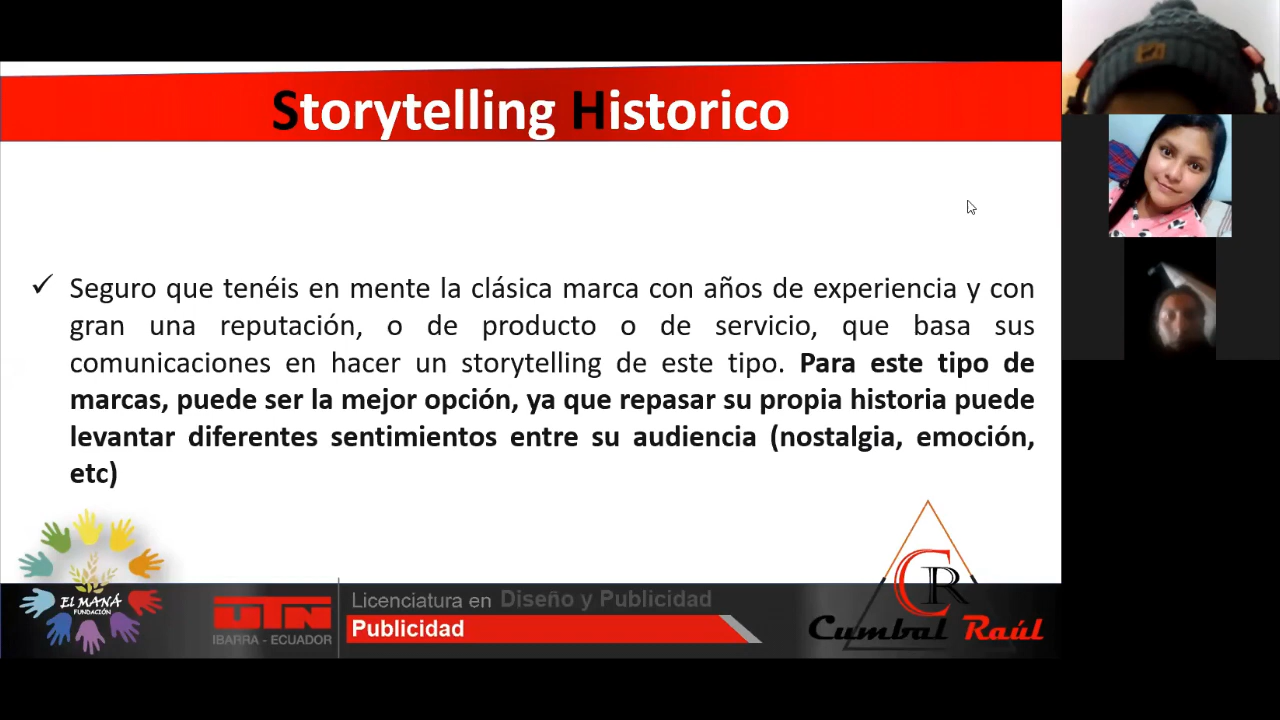 Storytelling Historico
✓ Seguro que tenéis en mente la clásica marca con años de experiencia y con
gran una reputación, o de producto o de servicio, que basa sus
comunicaciones en hacer un storytelling de este tipo. Para este tipo de
marcas, puede ser la mejor opción, ya que repasar su propia historia puede
levantar diferentes sentimientos entre su audiencia (nostalgia, emoción,
etc)
El MANÁ
FUNDACIÓN
UTN
IBARRA - ECUADOR
Licenciatura en Diseño y Publicidad
Publicidad
CR
Cumbal Raúl